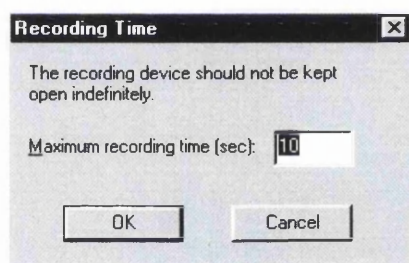 Recording Time
The recording device should not be kept
open indefinitely.
Maximum recording time (sec): 10
OK Cancel